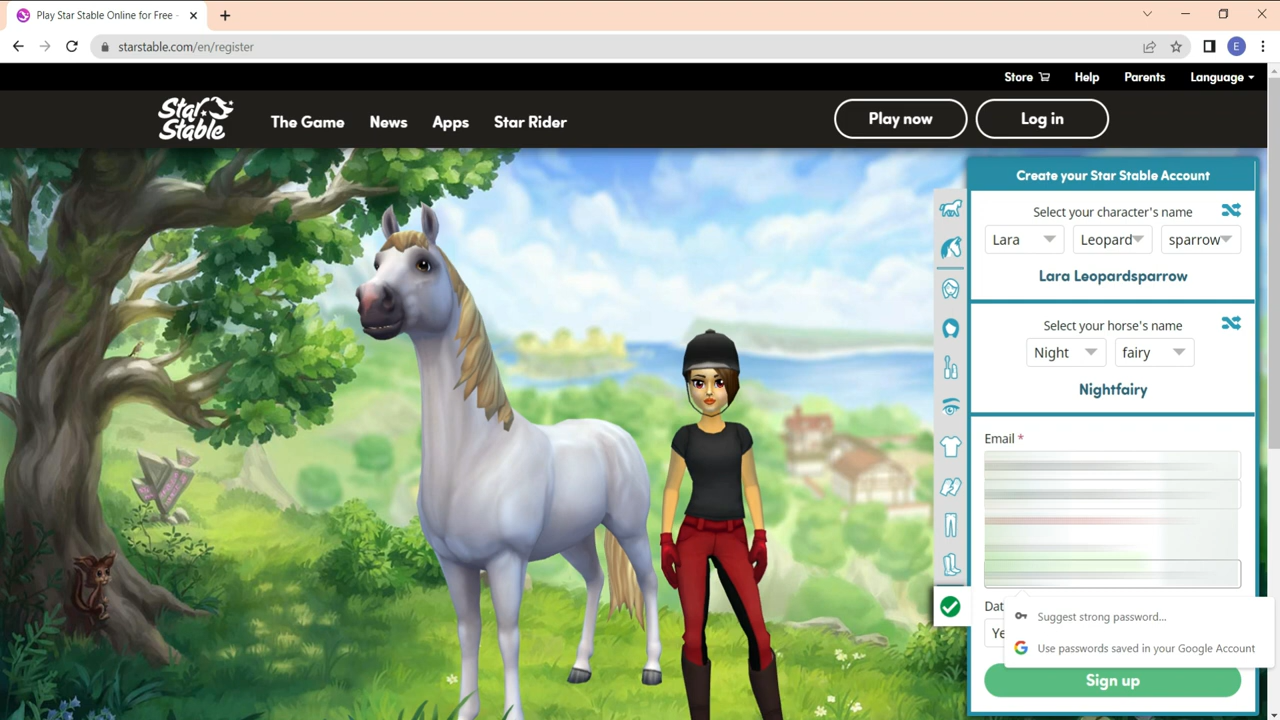 Play Star Stable Online for Free -
starstable.com/en/register
E
Store Help Parents Language
Star Stable
The Game News Apps Star Rider Play now Log in
Create your Star Stable Account
Select your character's name
Lara Leopard sparrow
Lara Leopardsparrow
Select your horse's name
Night fairy
Nightfairy
Email *
Suggest strong password...
Use passwords saved in your Google Account
Sign up